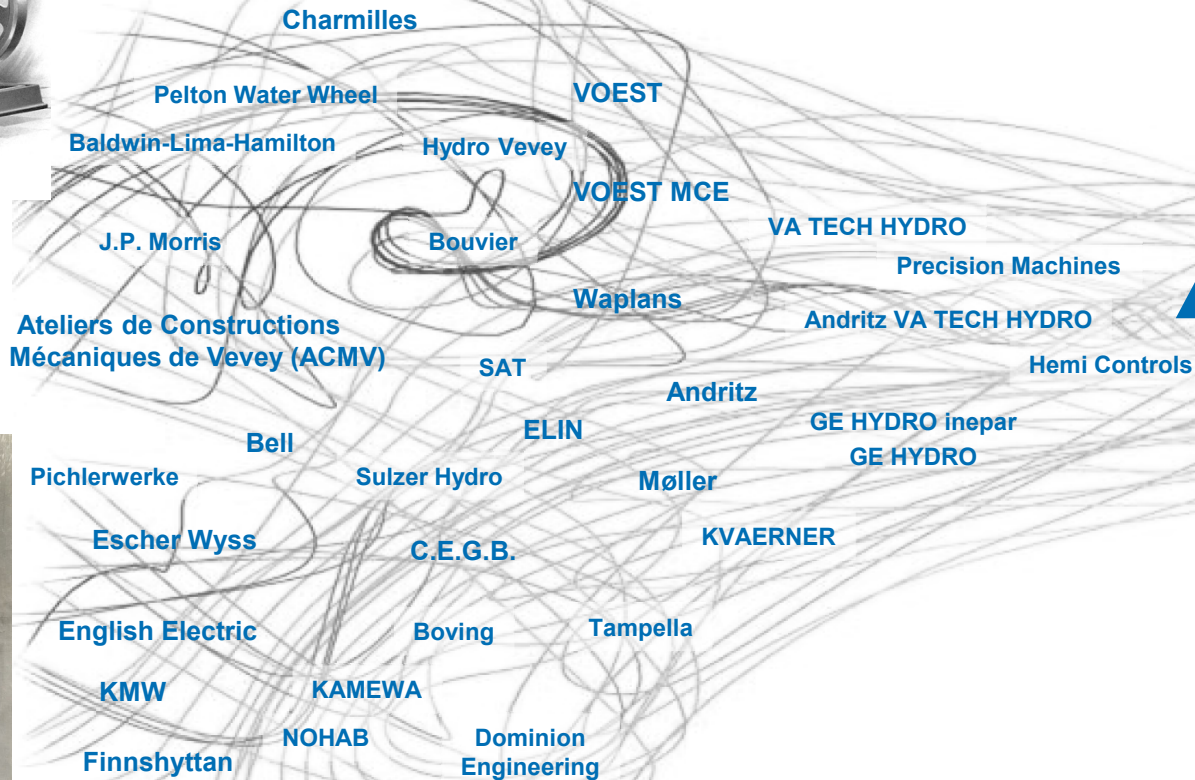 Charmilles
Pelton Water Wheel
VOEST
Baldwin-Lima-Hamilton
Hydro Vevey
VOEST MCE
VA TECH HYDRO
J.P. Morris
Bouvier
Precision Machines
Waplans
Andritz VA TECH HYDRO
Ateliers de Constructions
Mécaniques de Vevey (ACMV)
SAT
Hemi Controls
Andritz
GE HYDRO inepar
ELIN
Bell
GE HYDRO
Pichlerwerke
Sulzer Hydro
Møller
Escher Wyss
C.E.G.B.
KVAERNER
English Electric
Boving
Tampella
KMW
KAMEWA
NOHAB
Dominion
Engineering
Finnshyttan